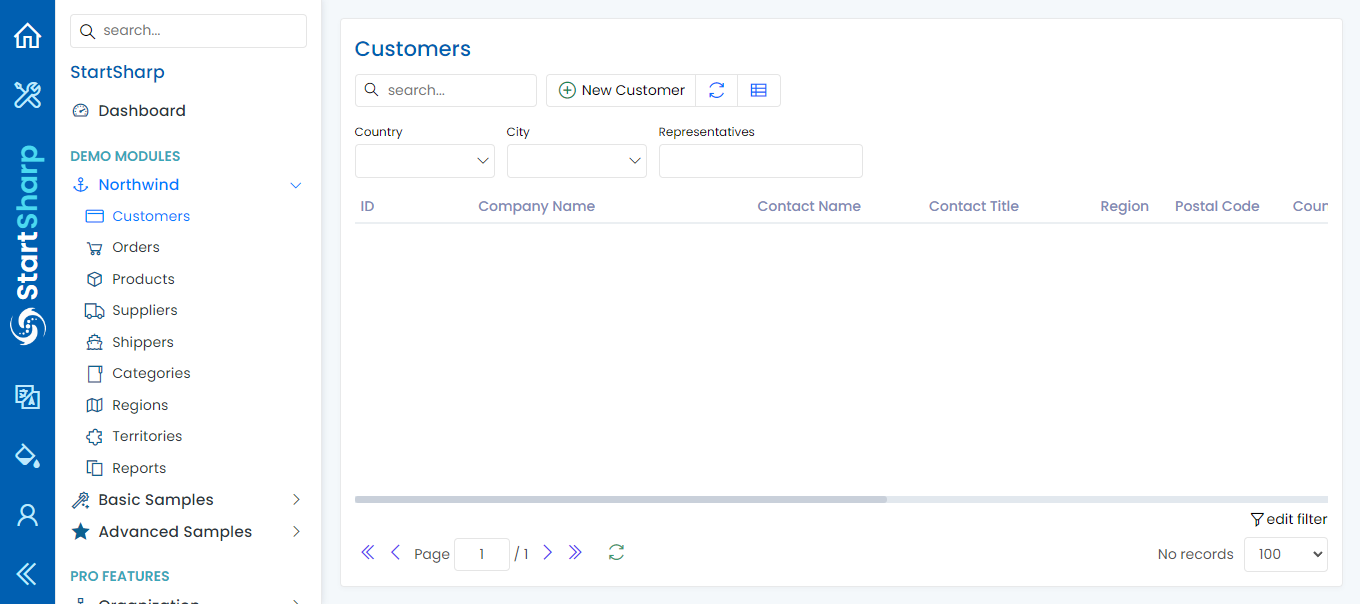 StartSharp
search...
StartSharp
Dashboard
DEMO MODULES
Northwind
Customers
Orders
Products
Suppliers
Shippers
Categories
Regions
Territories
Reports
Basic Samples
Advanced Samples
PRO FEATURES
Organization
Customers
search...
New Customer
Country City Representatives
ID Company Name Contact Name Contact Title Region Postal Code Coun
edit filter
Page 1 / 1 No records 100